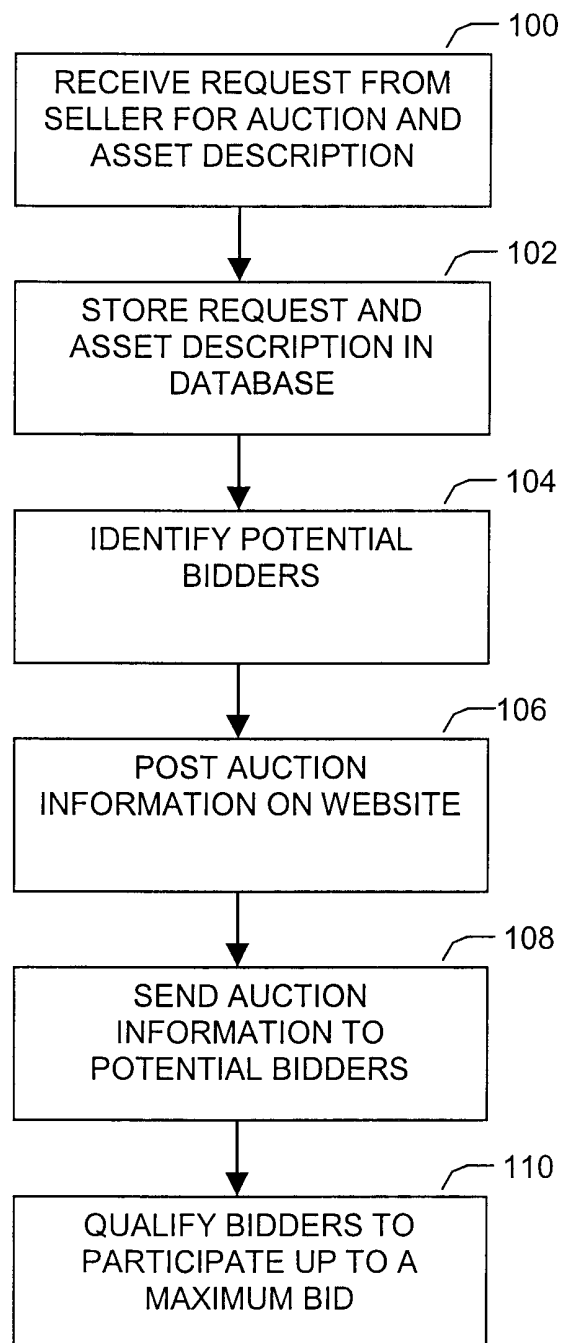 100
RECEIVE REQUEST FROM
SELLER FOR AUCTION AND
ASSET DESCRIPTION
102
STORE REQUEST AND
ASSET DESCRIPTION IN
DATABASE
104
IDENTIFY POTENTIAL
BIDDERS
106
POST AUCTION
INFORMATION ON WEBSITE
108
SEND AUCTION
INFORMATION TO
POTENTIAL BIDDERS
110
QUALIFY BIDDERS TO
PARTICIPATE UP TO A
MAXIMUM BID